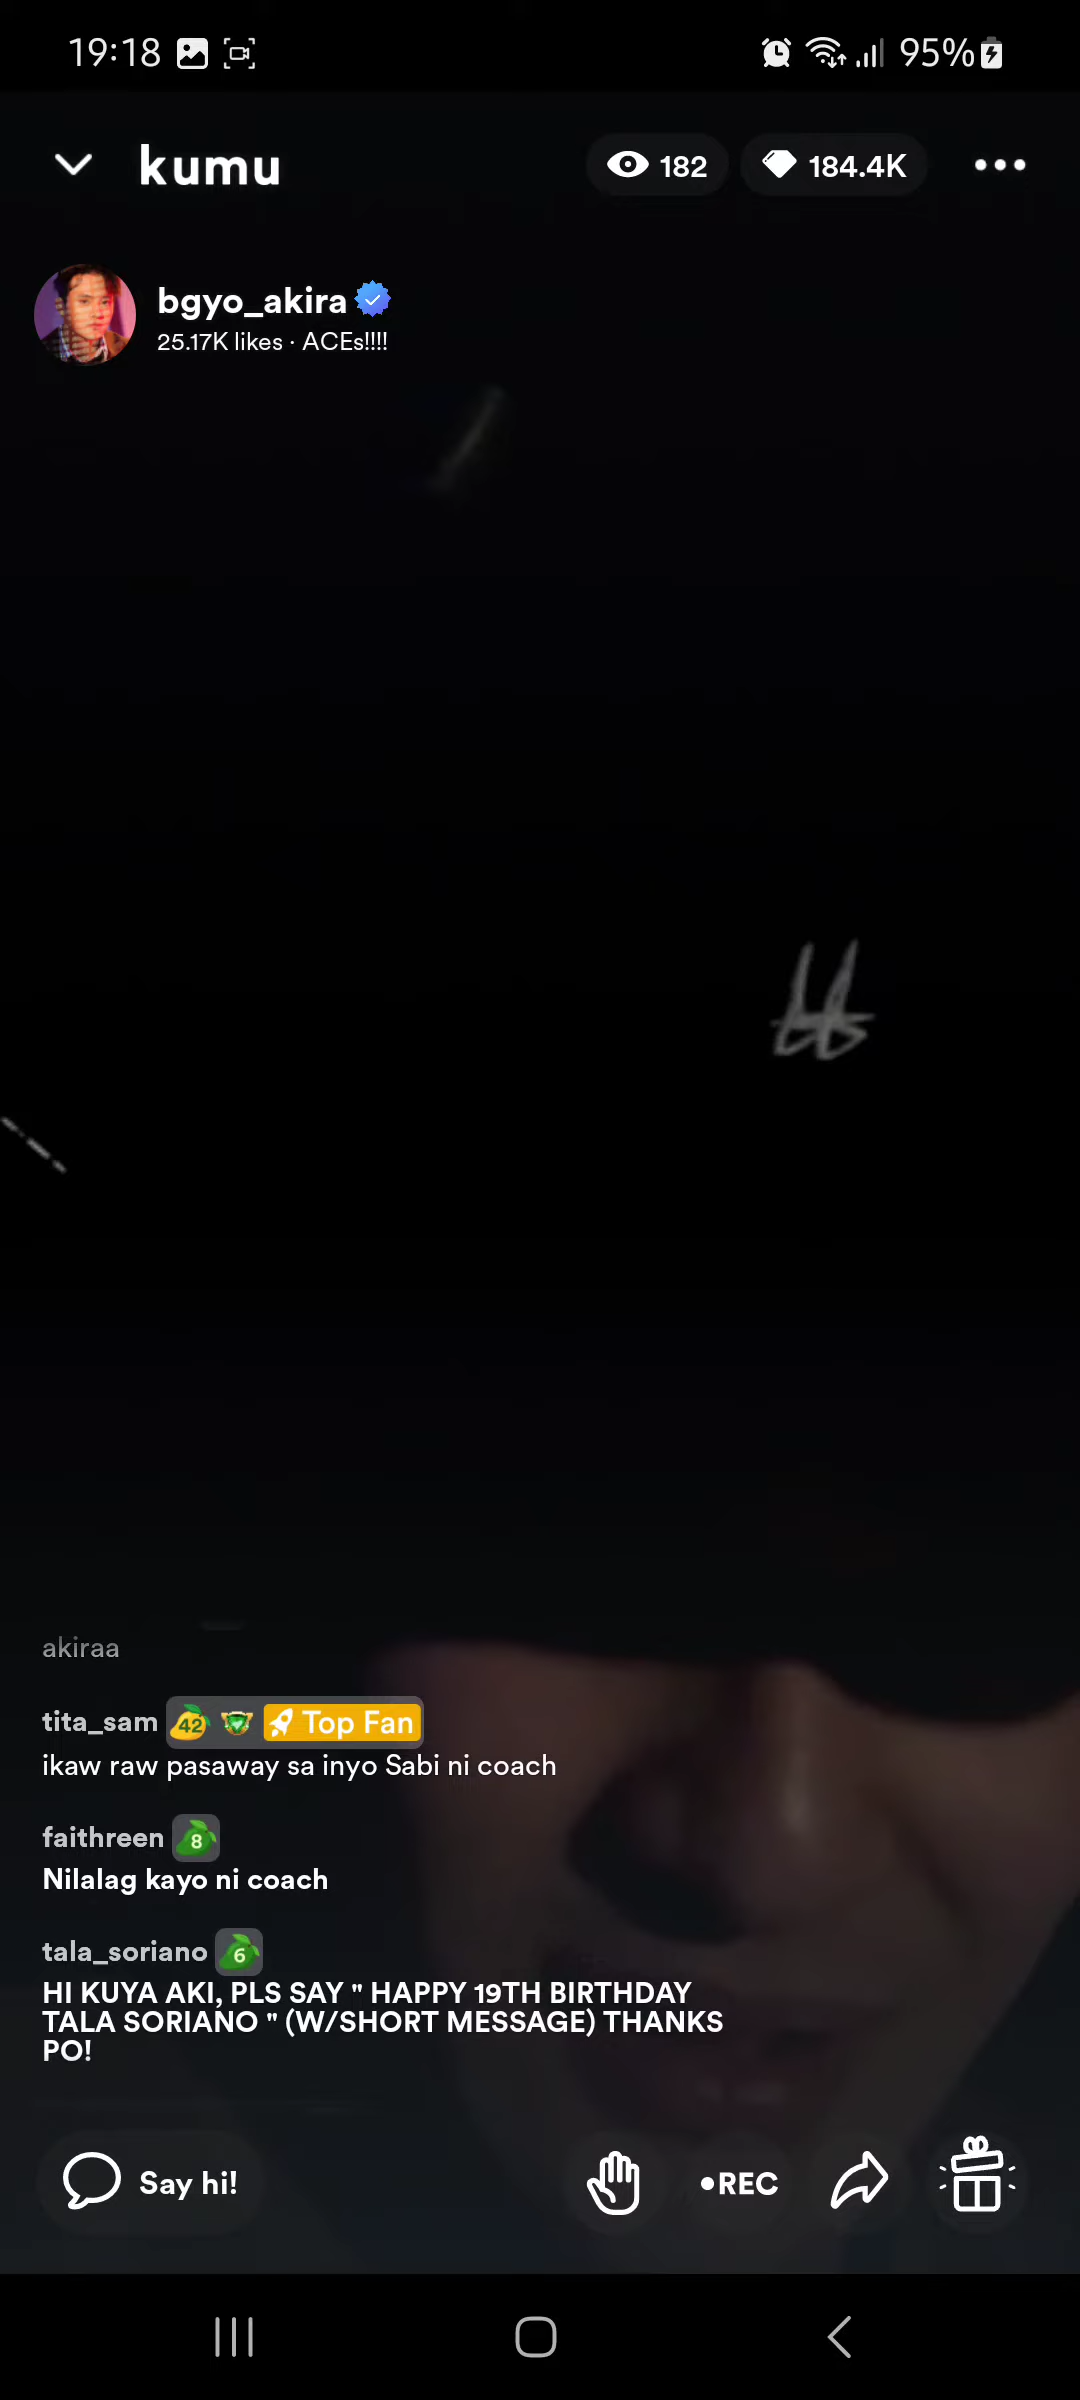 19:18 95%
kumu 182 184.4K
bgyo_akira
25.17K likes · ACEs!!!!
akiraa
tita_sam 42 Top Fan
ikaw raw pasaway sa inyo Sabi ni coach
faithreen 8
Nilalag kayo ni coach
tala_soriano 6
HI KUYA AKI, PLS SAY " HAPPY 19TH BIRTHDAY
TALA SORIANO " (W/SHORT MESSAGE) THANKS
PO!
Say hi! •REC